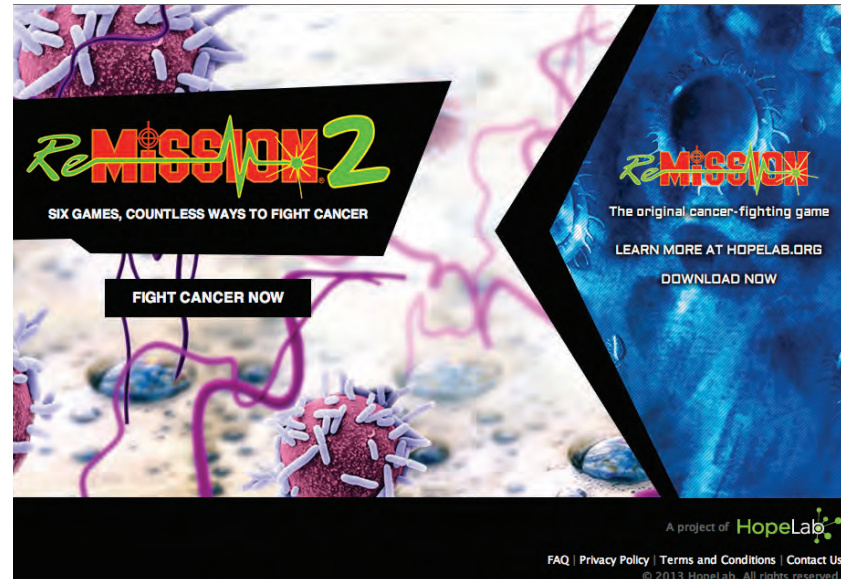 ReMISSION 2
SIX GAMES, COUNTLESS WAYS TO FIGHT CANCER
FIGHT CANCER NOW
ReMISSION
The original cancer-fighting game
LEARN MORE AT HOPELAB.ORG
DOWNLOAD NOW
A project of HopeLab
FAQ | Privacy Policy | Terms and Conditions | Contact Us
© 2013 HopeLab. All rights reserved.